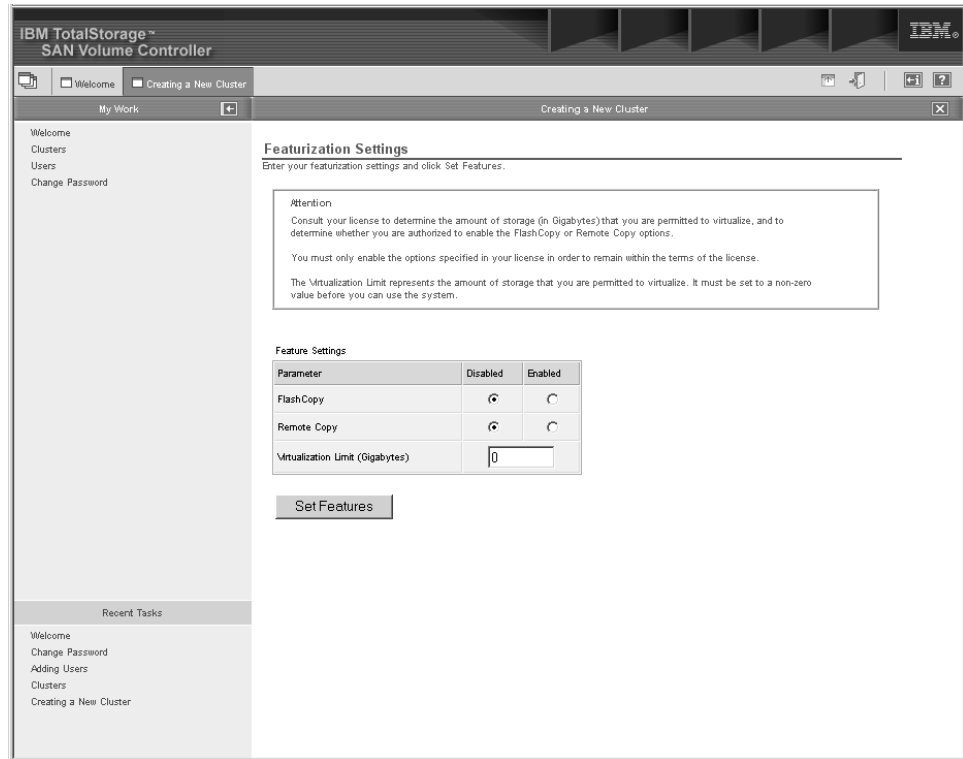 IBM TotalStorage™
SAN Volume Controller
IBM®
Welcome
Creating a New Cluster
My Work
Creating a New Cluster
Welcome
Clusters
Users
Change Password
Featurization Settings
Enter your featurization settings and click Set Features.
Attention
Consult your license to determine the amount of storage (in Gigabytes) that you are permitted to virtualize, and to
determine whether you are authorized to enable the FlashCopy or Remote Copy options.
You must only enable the options specified in your license in order to remain within the terms of the license.
The Virtualization Limit represents the amount of storage that you are permitted to virtualize. It must be set to a non-zero
value before you can use the system.
Feature Settings
Parameter Disabled Enabled
FlashCopy
Remote Copy
Virtualization Limit (Gigabytes) 0
Set Features
Recent Tasks
Welcome
Change Password
Adding Users
Clusters
Creating a New Cluster